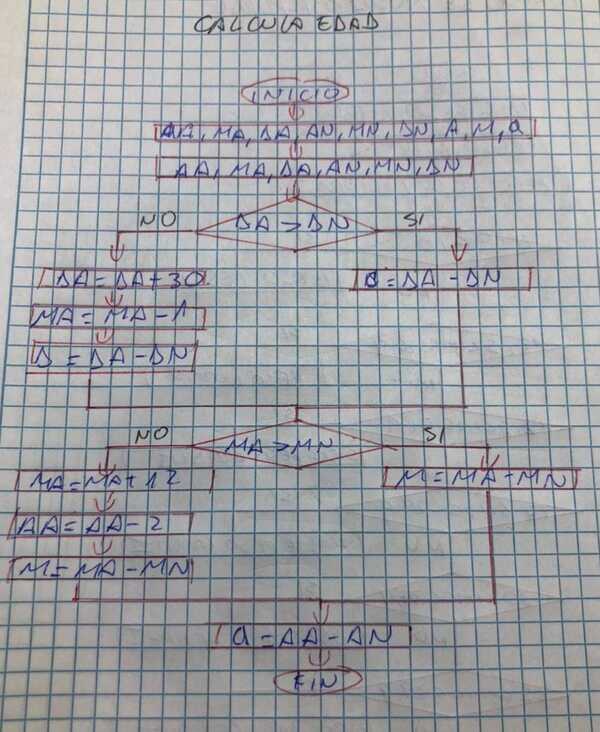 CALCULA EDAD
INICIO
AA, MA, DA, AN, MN, DN, A, M, a
AA, MA, DA, AN, MN, DN
NO DA > DN SI
DA = DA + 30 D = DA - DN
MA = MA - 1
D = DA - DN
NO MA > MN SI
MA = MA + 12 M = MA + MN
AA = AA - 2
M = MA - MN
a = AA - AN
FIN